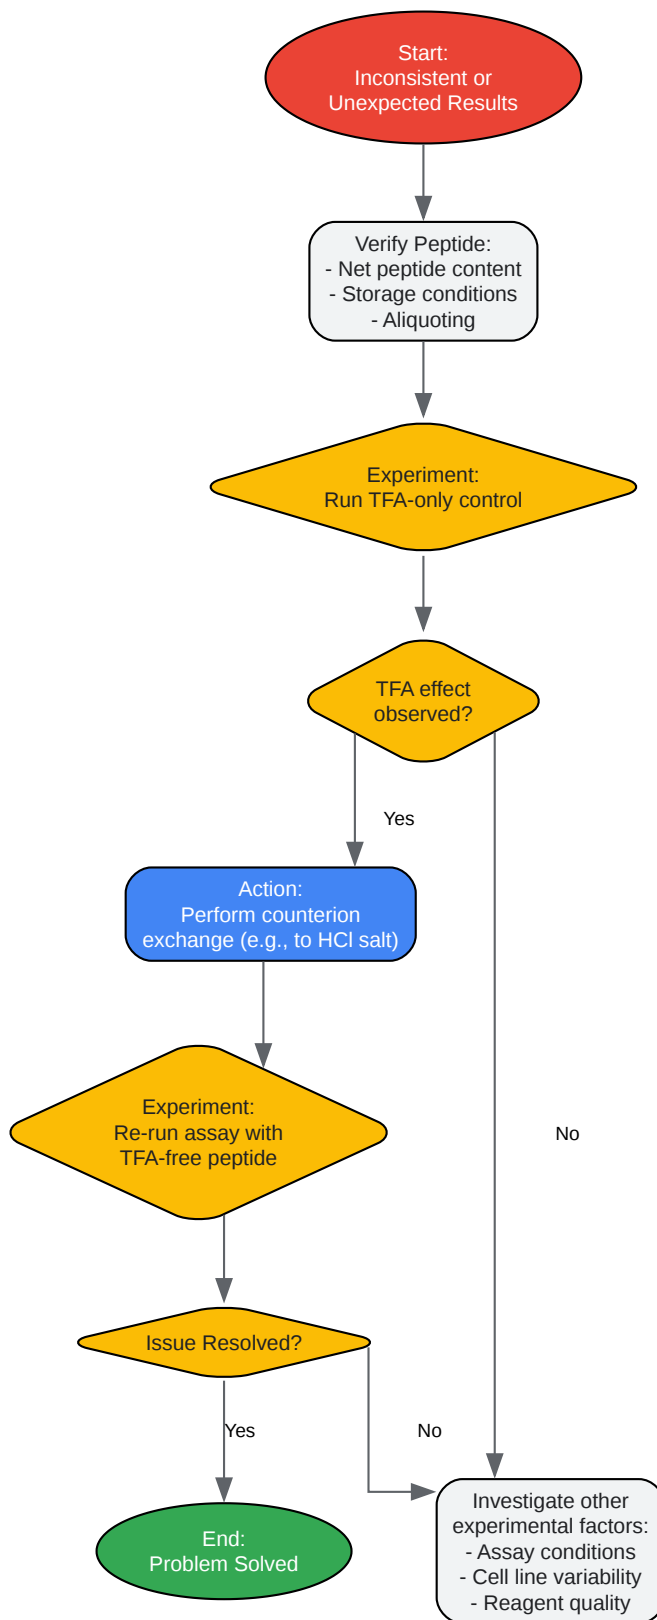 Start:
Inconsistent or
Unexpected Results
Verify Peptide:
- Net peptide content
- Storage conditions
- Aliquoting
Experiment:
Run TFA-only control
TFA effect
observed?
Yes
Action:
Perform counterion
exchange (e.g., to HCl salt)
Experiment:
Re-run assay with
TFA-free peptide
No
Issue Resolved?
Yes
No
End:
Problem Solved
Investigate other
experimental factors:
- Assay conditions
- Cell line variability
- Reagent quality